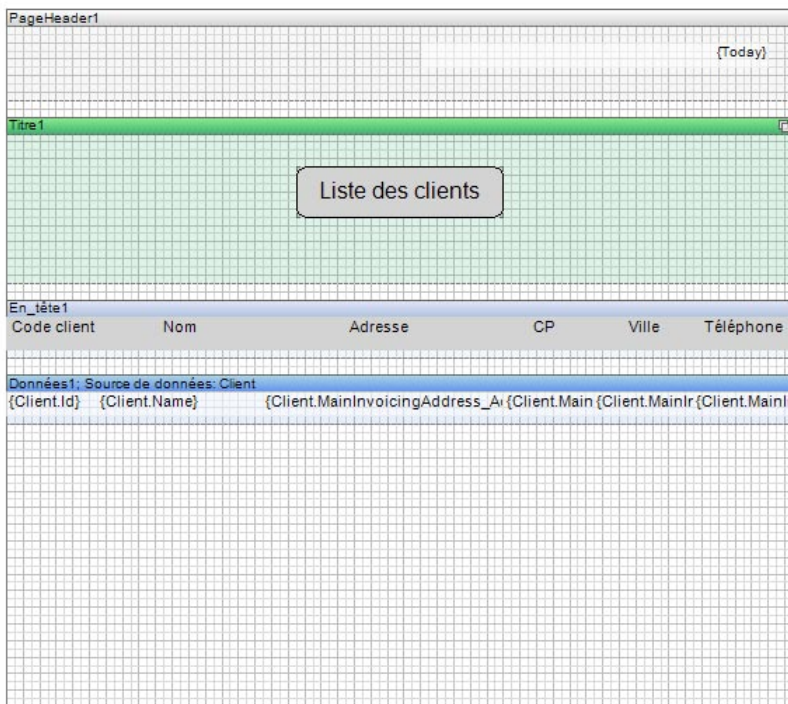 PageHeader1
{Today}
Titre1
Liste des clients
En_tête1
Code client Nom Adresse CP Ville Téléphone
Données1; Source de données: Client
{Client.Id} {Client.Name} {Client.MainInvoicingAddress_A {Client.Main {Client.MainIr {Client.MainI